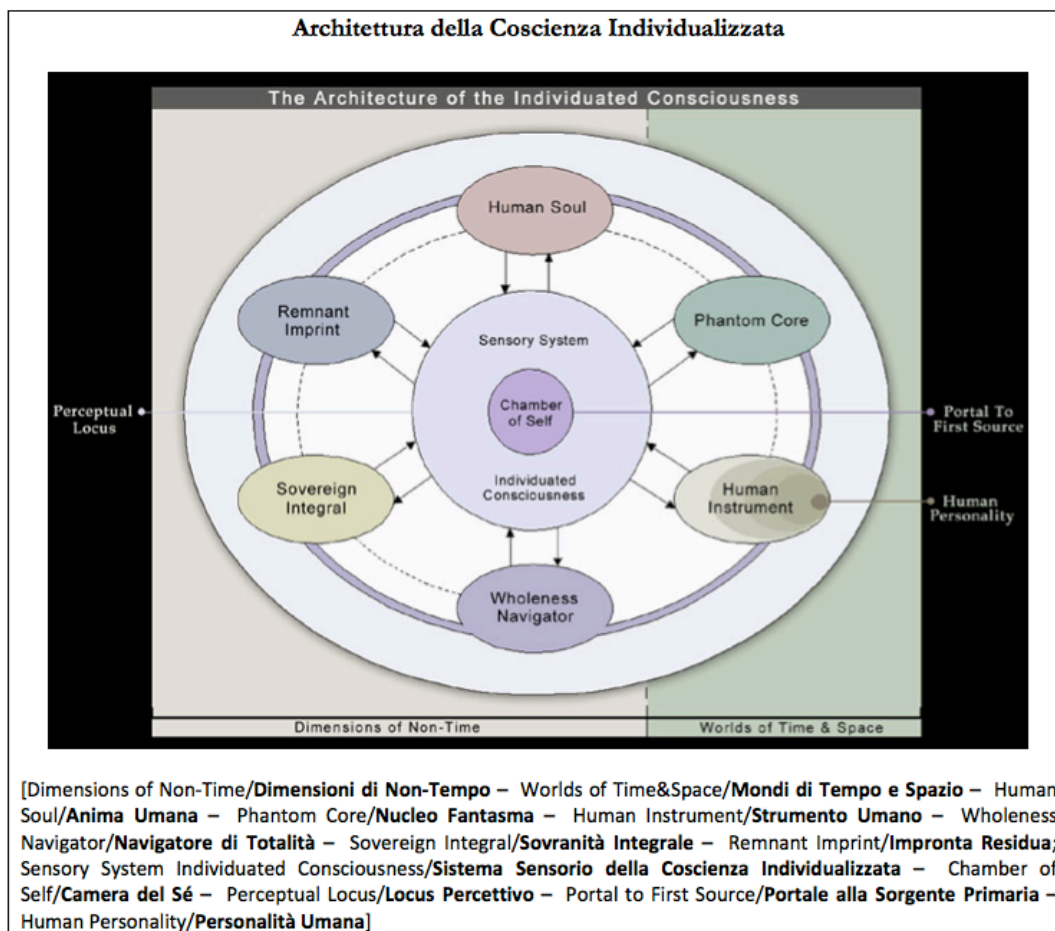 Architettura della Coscienza Individualizzata
The Architecture of the Individuated Consciousness
Human Soul
Remnant
Imprint
Phantom Core
Sensory System
Chamber
of Self
Perceptual
Locus
Portal To
First Source
Individuated
Consciousness
Sovereign
Integral
Human
Instrument
Human
Personality
Wholeness
Navigator
Dimensions of Non-Time
Worlds of Time & Space
[Dimensions of Non-Time/Dimensioni di Non-Tempo – Worlds of Time&Space/Mondi di Tempo e Spazio – Human
Soul/Anima Umana – Phantom Core/Nucleo Fantasma – Human Instrument/Strumento Umano – Wholeness
Navigator/Navigatore di Totalità – Sovereign Integral/Sovranità Integrale – Remnant Imprint/Impronta Residua;
Sensory System Individued Consciousness/Sistema Sensorio della Coscienza Individualizzata – Chamber of
Self/Camera del Sé – Perceptual Locus/Locus Percettivo – Portal to First Source/Portale alla Sorgente Primaria –
Human Personality/Personalità Umana]